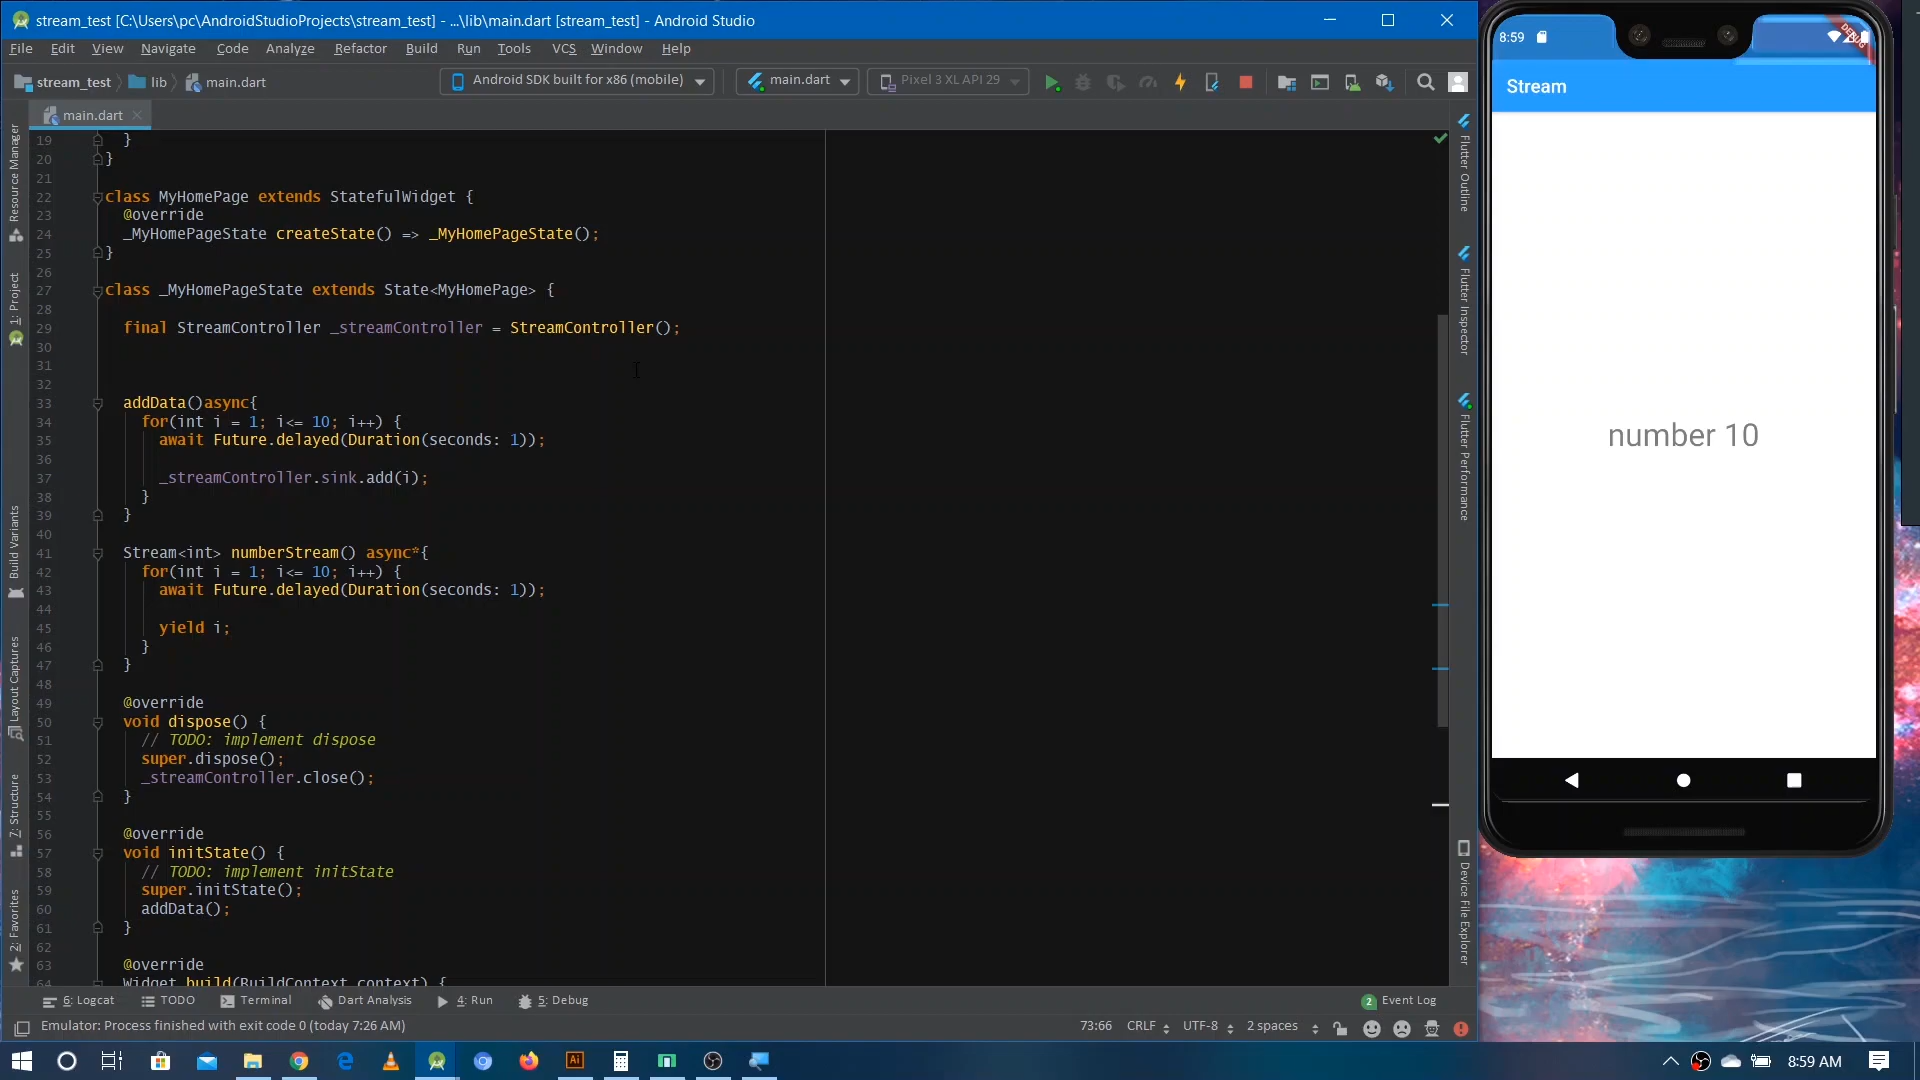 stream_test [C:\Users\pc\AndroidStudioProjects\stream_test] - ...\lib\main.dart [stream_test] - Android Studio
File Edit View Navigate Code Analyze Refactor Build Run Tools VCS Window Help
stream_test lib main.dart Android SDK built for x86 (mobile) main.dart Pixel 3 XL API 29
main.dart
19 }
20 }
21
22 class MyHomePage extends StatefulWidget {
23 @override
24 _MyHomePageState createState() => _MyHomePageState();
25 }
26
27 class _MyHomePageState extends State<MyHomePage> {
28
29 final StreamController _streamController = StreamController();
30
31
32
33 addData()async{
34 for(int i = 1; i<= 10; i++) {
35 await Future.delayed(Duration(seconds: 1));
36
37 _streamController.sink.add(i);
38 }
39 }
40
41 Stream<int> numberStream() async*{
42 for(int i = 1; i<= 10; i++) {
43 await Future.delayed(Duration(seconds: 1));
44
45 yield i;
46 }
47 }
48
49 @override
50 void dispose() {
51 // TODO: implement dispose
52 super.dispose();
53 _streamController.close();
54 }
55
56 @override
57 void initState() {
58 // TODO: implement initState
59 super.initState();
60 addData();
61 }
62
63 @override
64 Widget build(BuildContext context) {
Resource Manager
1: Project
Build Variants
Layout Captures
7: Structure
2: Favorites
Flutter Outline
Flutter Inspector
Flutter Performance
Device File Explorer
6: Logcat TODO Terminal Dart Analysis 4: Run 5: Debug 2 Event Log
Emulator: Process finished with exit code 0 (today 7:26 AM) 73:66 CRLF UTF-8 2 spaces
8:59
DEBUG
Stream
number 10
Ai
8:59 AM